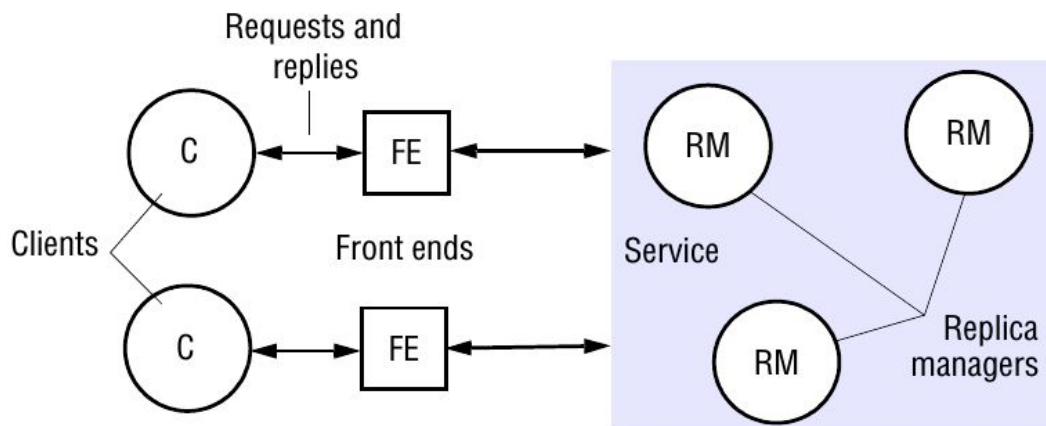 Requests and
replies
C
FE
RM
RM
Clients
Front ends
Service
C
FE
RM
Replica
managers